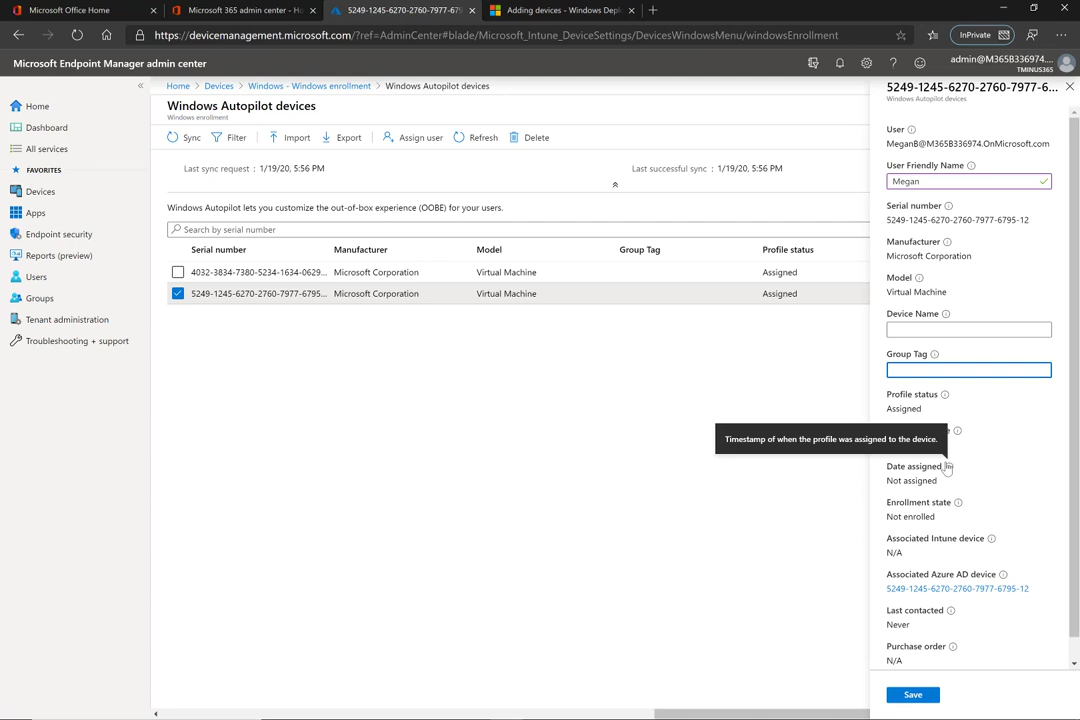 Microsoft Office Home
Microsoft 365 admin center - Ho
5249-1245-6270-2760-7977-679
Adding devices - Windows Depl
https://devicemanagement.microsoft.com/?ref=AdminCenter#blade/Microsoft_Intune_DeviceSettings/DevicesWindowsMenu/windowsEnrollment
InPrivate
Microsoft Endpoint Manager admin center
admin@M365B336974....
TMINUS365
Home
Dashboard
All services
FAVORITES
Devices
Apps
Endpoint security
Reports (preview)
Users
Groups
Tenant administration
Troubleshooting + support
Home > Devices > Windows - Windows enrollment > Windows Autopilot devices
Windows Autopilot devices
Windows enrollment
Sync Filter Import Export Assign user Refresh Delete
Last sync request : 1/19/20, 5:56 PM Last successful sync : 1/19/20, 5:56 PM
Windows Autopilot lets you customize the out-of-box experience (OOBE) for your users.
Search by serial number
Serial number Manufacturer Model Group Tag Profile status
4032-3834-7380-5234-1634-0629... Microsoft Corporation Virtual Machine Assigned
5249-1245-6270-2760-7977-6795... Microsoft Corporation Virtual Machine Assigned
5249-1245-6270-2760-7977-6...
Windows Autopilot devices
User
MeganB@M365B336974.OnMicrosoft.com
User Friendly Name
Megan
Serial number
5249-1245-6270-2760-7977-6795-12
Manufacturer
Microsoft Corporation
Model
Virtual Machine
Device Name
Group Tag
Profile status
Assigned
Timestamp of when the profile was assigned to the device.
Date assigned
Not assigned
Enrollment state
Not enrolled
Associated Intune device
N/A
Associated Azure AD device
5249-1245-6270-2760-7977-6795-12
Last contacted
Never
Purchase order
N/A
Save